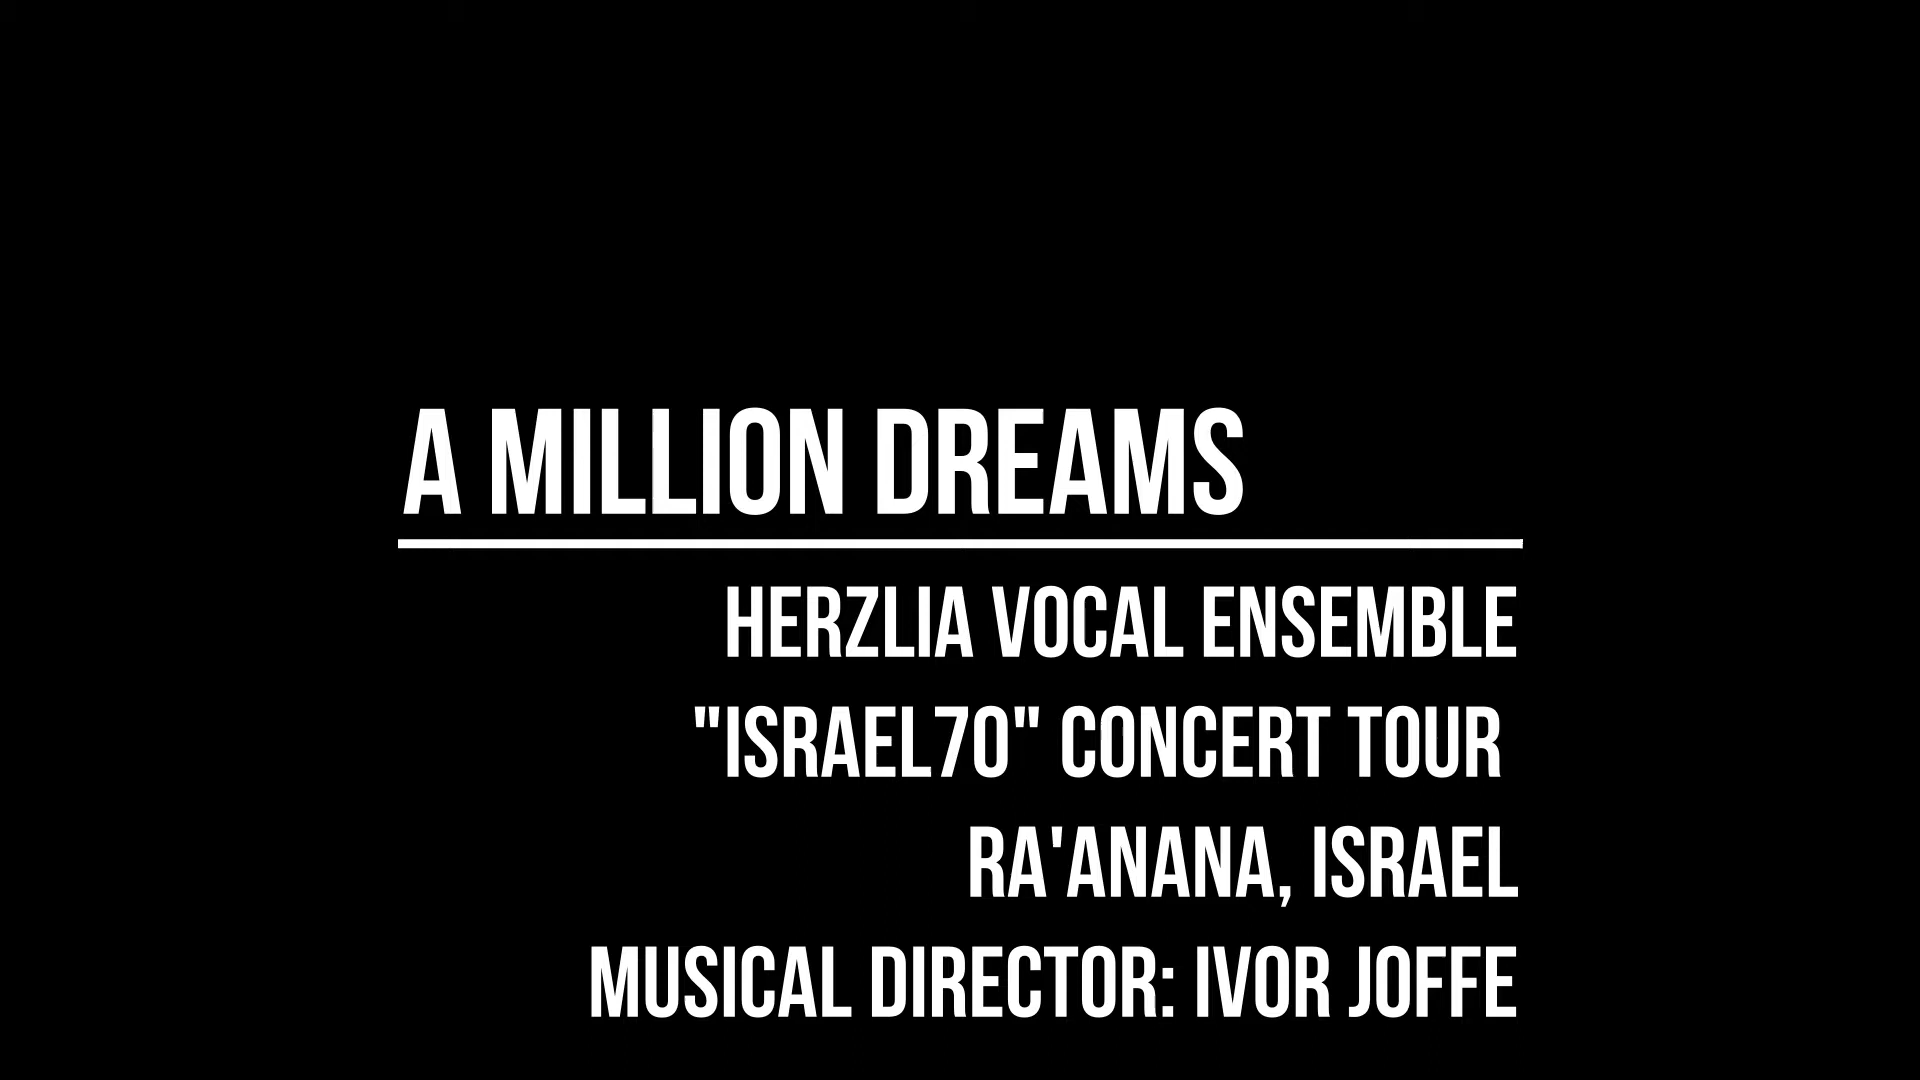 A MILLION DREAMS
HERZLIA VOCAL ENSEMBLE
"ISRAEL70" CONCERT TOUR
RA'ANANA, ISRAEL
MUSICAL DIRECTOR: IVOR JOFFE